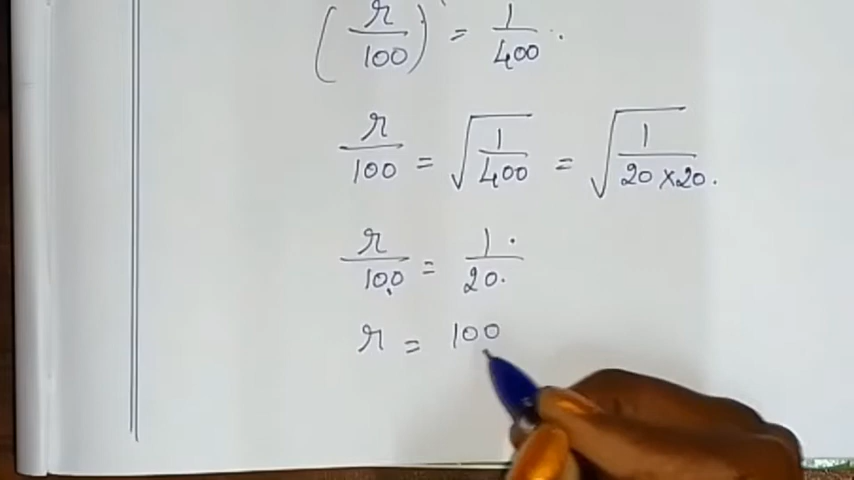 (r/100) = 1/400.
r/100 = √(1/400) = √(1/20×20).
r/100 = 1/20.
r = 100